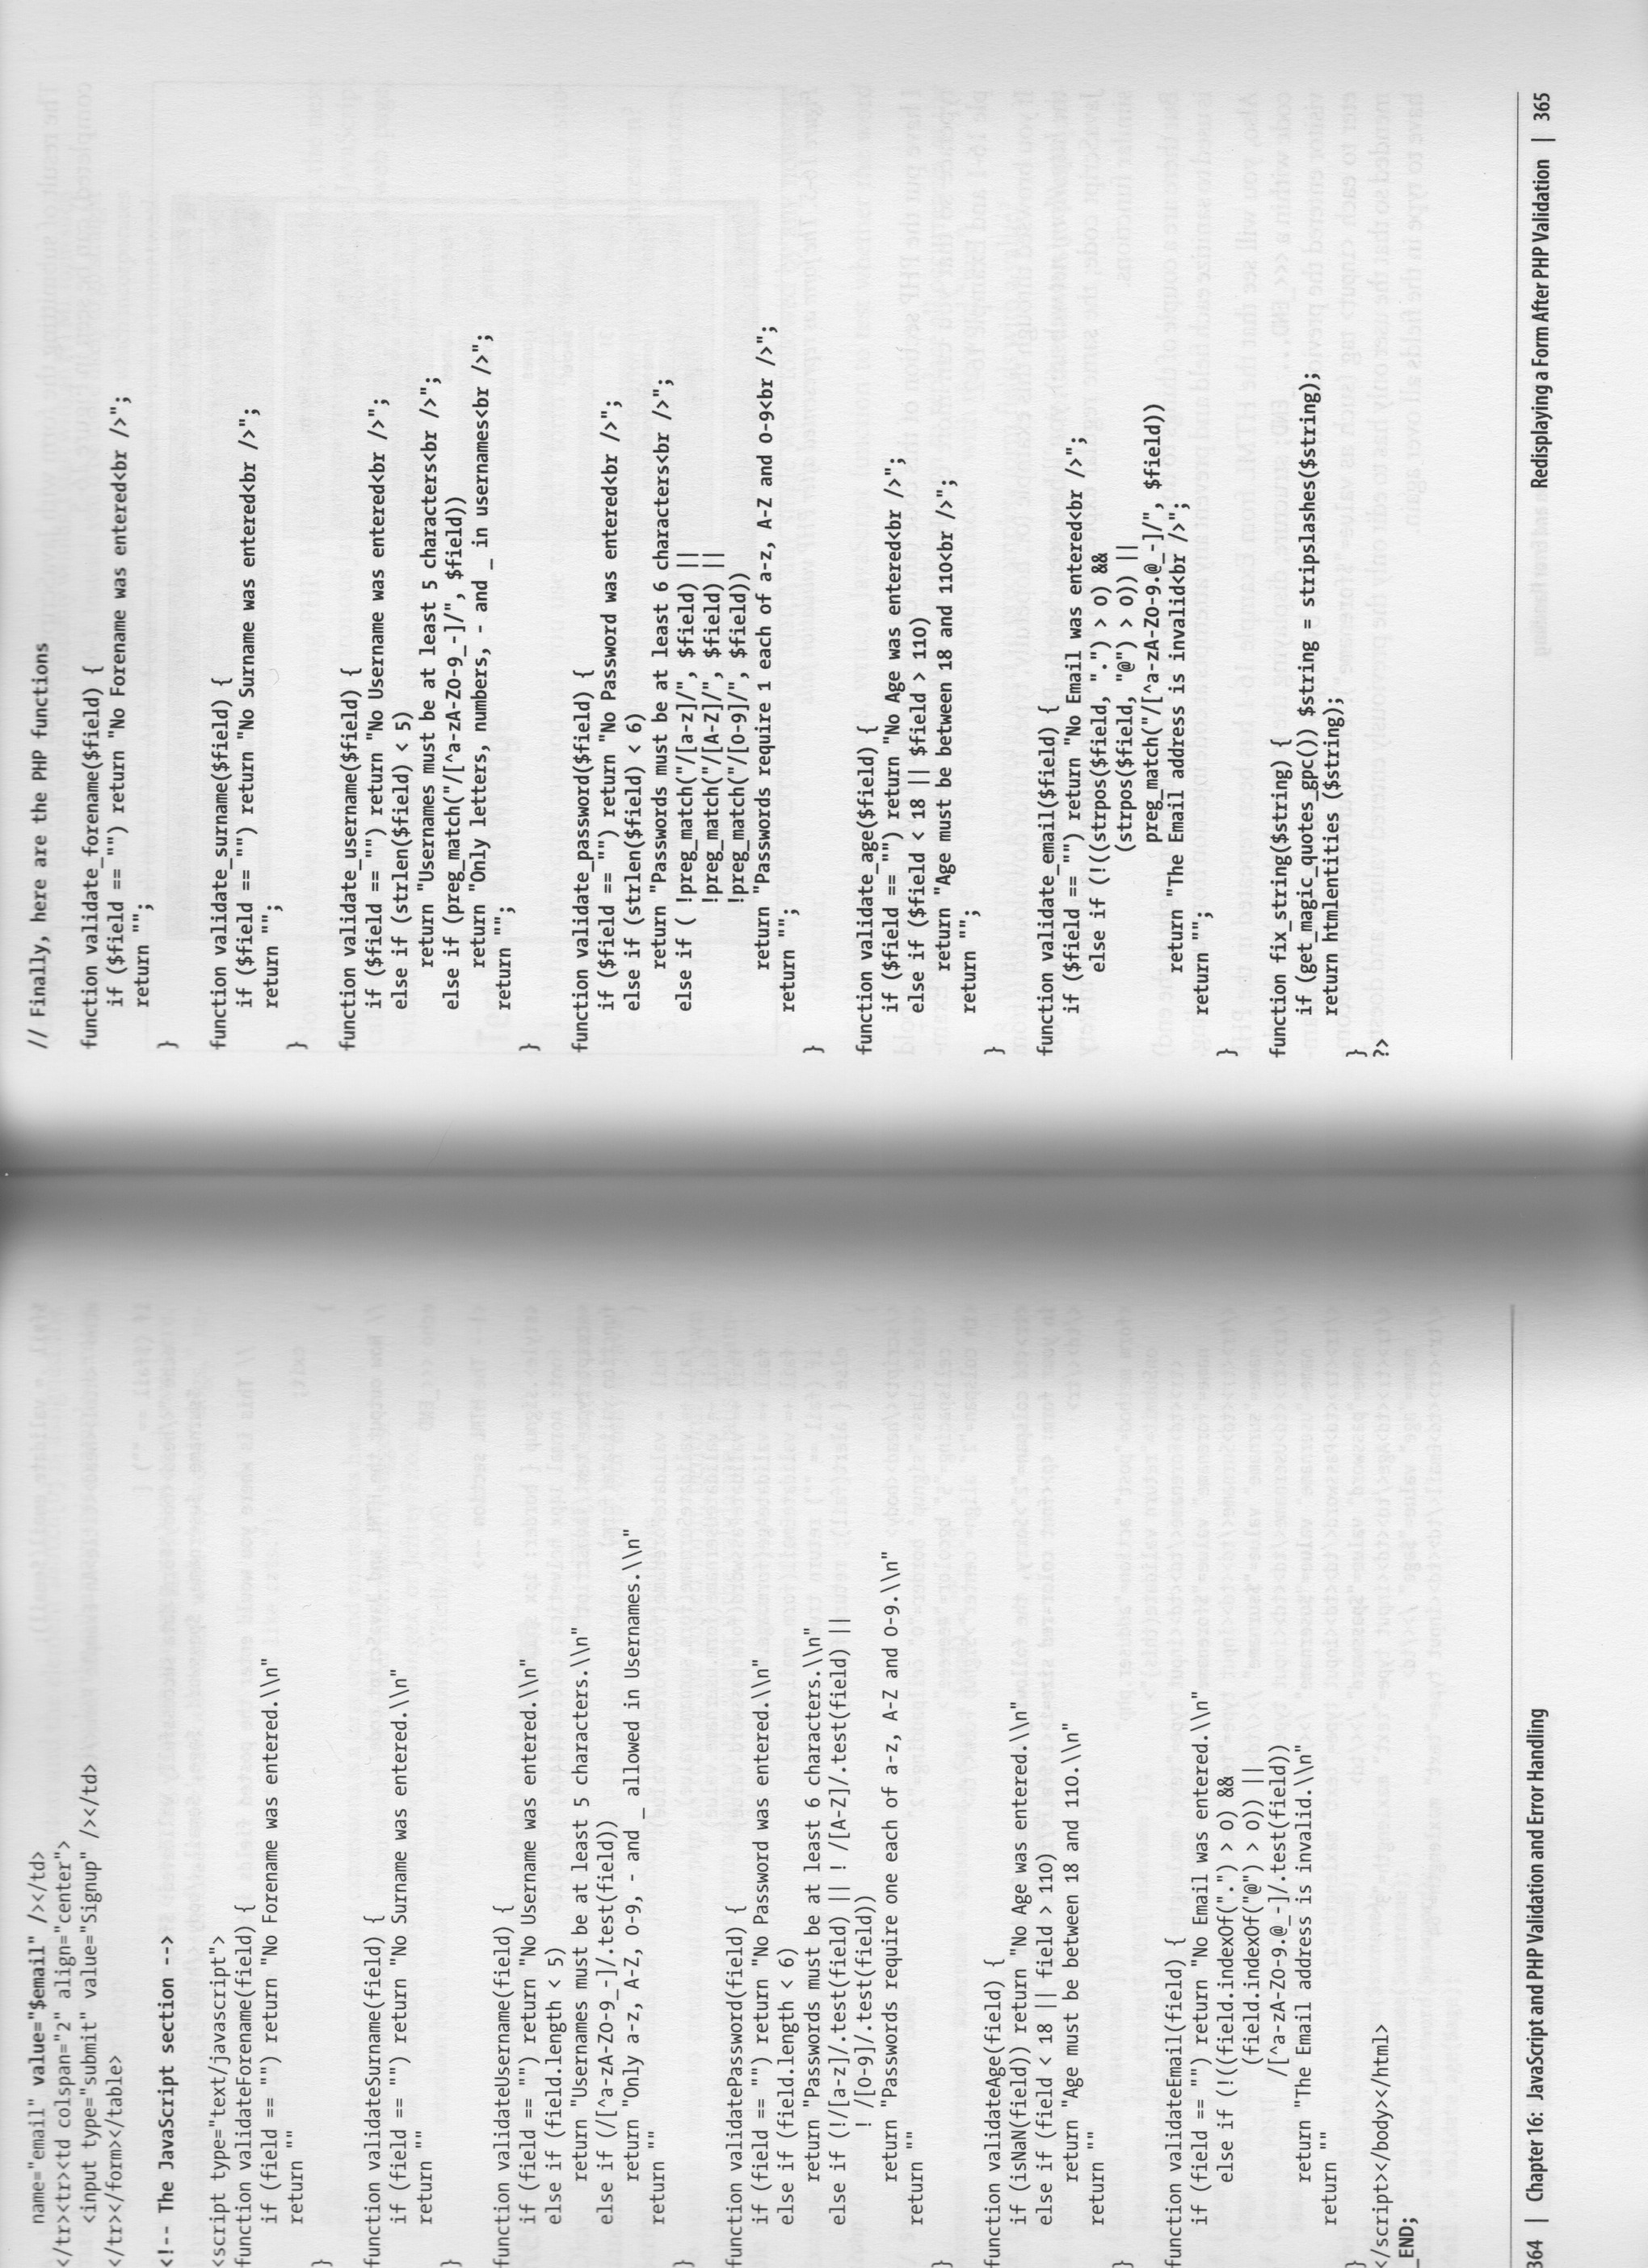 name="email" value="$email" /></td>
</tr><tr><td colspan="2" align="center">
<input type="submit" value="Signup" /></td>
</tr></form></table>
<!-- The JavaScript section -->
<script type="text/javascript">
function validateForename(field) {
if (field == "") return "No Forename was entered.\\n"
return ""
}
function validateSurname(field) {
if (field == "") return "No Surname was entered.\\n"
return ""
}
function validateUsername(field) {
if (field == "") return "No Username was entered.\\n"
else if (field.length < 5)
return "Usernames must be at least 5 characters.\\n"
else if (/[^a-zA-Z0-9_-]/.test(field))
return "Only a-z, A-Z, 0-9, - and _ allowed in Usernames.\\n"
return ""
}
function validatePassword(field) {
if (field == "") return "No Password was entered.\\n"
else if (field.length < 6)
return "Passwords must be at least 6 characters.\\n"
else if (!/[a-z]/.test(field) || ! /[A-Z]/.test(field) ||
! /[0-9]/.test(field))
return "Passwords require one each of a-z, A-Z and 0-9.\\n"
return ""
}
function validateAge(field) {
if (isNaN(field)) return "No Age was entered.\\n"
else if (field < 18 || field > 110)
return "Age must be between 18 and 110.\\n"
return ""
}
function validateEmail(field) {
if (field == "") return "No Email was entered.\\n"
else if (!((field.indexOf(".") > 0) &&
(field.indexOf("@") > 0)) ||
/[^a-zA-Z0-9.@_-]/.test(field))
return "The Email address is invalid.\\n"
return ""
}
</script></body></html>
_END;
364 | Chapter 16: JavaScript and PHP Validation and Error Handling
// Finally, here are the PHP functions
function validate_forename($field) {
if ($field == "") return "No Forename was entered<br />";
return "";
}
function validate_surname($field) {
if ($field == "") return "No Surname was entered<br />";
return "";
}
function validate_username($field) {
if ($field == "") return "No Username was entered<br />";
else if (strlen($field) < 5)
return "Usernames must be at least 5 characters<br />";
else if (preg_match("/[^a-zA-Z0-9_-]/", $field))
return "Only letters, numbers, - and _ in usernames<br />";
return "";
}
function validate_password($field) {
if ($field == "") return "No Password was entered<br />";
else if (strlen($field) < 6)
return "Passwords must be at least 6 characters<br />";
else if ( !preg_match("/[a-z]/", $field) ||
!preg_match("/[A-Z]/", $field) ||
!preg_match("/[0-9]/", $field))
return "Passwords require 1 each of a-z, A-Z and 0-9<br />";
return "";
}
function validate_age($field) {
if ($field == "") return "No Age was entered<br />";
else if ($field < 18 || $field > 110)
return "Age must be between 18 and 110<br />";
return "";
}
function validate_email($field) {
if ($field == "") return "No Email was entered<br />";
else if (!((strpos($field, ".") > 0) &&
(strpos($field, "@") > 0)) ||
preg_match("/[^a-zA-Z0-9.@_-]/", $field))
return "The Email address is invalid<br />";
return "";
}
function fix_string($string) {
if (get_magic_quotes_gpc()) $string = stripslashes($string);
return htmlentities ($string);
}
?>
Redisplaying a Form After PHP Validation | 365